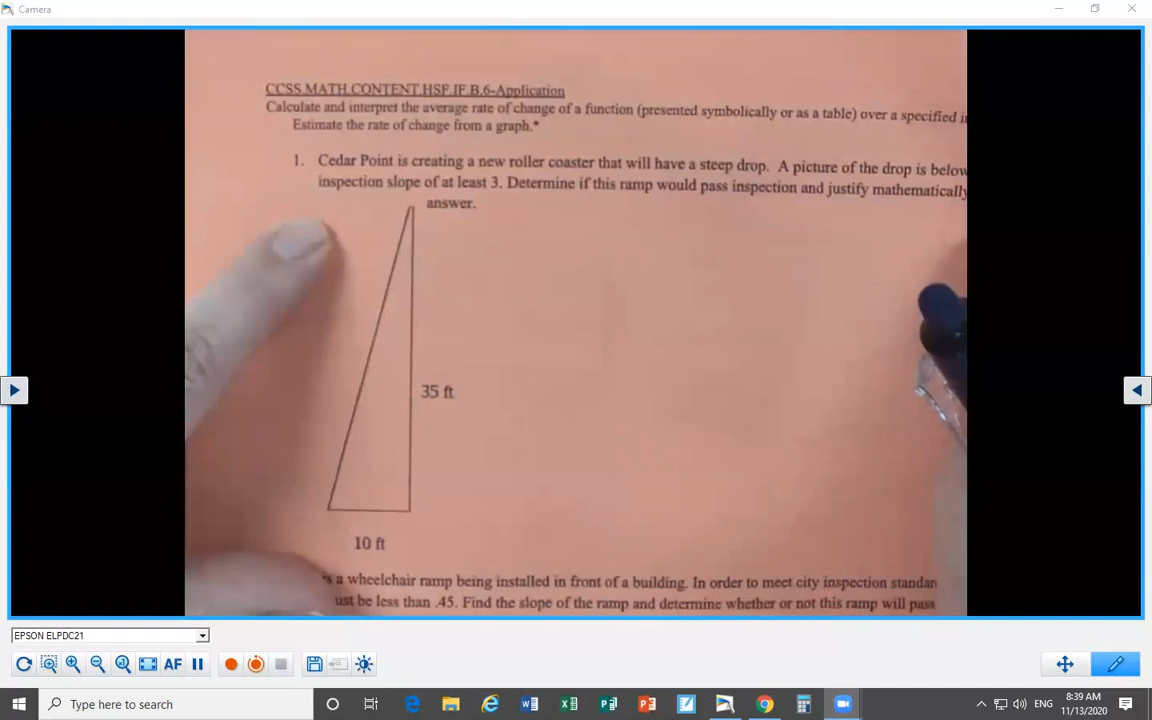 Camera
CCSS.MATH.CONTENT.HSF.IF.B.6-Application
Calculate and interpret the average rate of change of a function (presented symbolically or as a table) over a specified
Estimate the rate of change from a graph.*
1. Cedar Point is creating a new roller coaster that will have a steep drop. A picture of the drop is below
inspection slope of at least 3. Determine if this ramp would pass inspection and justify mathematically
answer.
35 ft
10 ft
a wheelchair ramp being installed in front of a building. In order to meet city inspection standar
ust be less than .45. Find the slope of the ramp and determine whether or not this ramp will pass
EPSON ELPDC21
AF
Type here to search
ENG
8:39 AM
11/13/2020